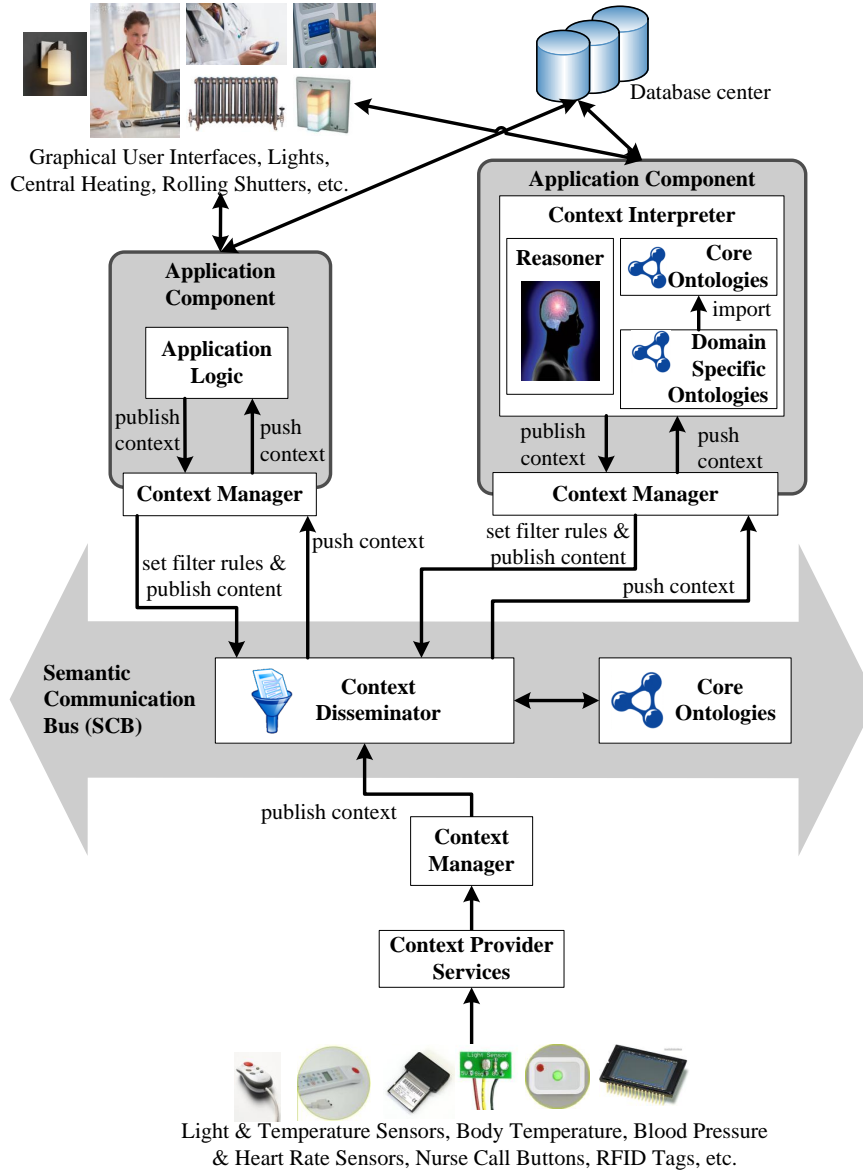 Database center
Graphical User Interfaces, Lights,
Central Heating, Rolling Shutters, etc.
Application Component
Context Interpreter
Reasoner
Core
Ontologies
import
Domain
Specific
Ontologies
publish
context
push
context
Context Manager
Application
Component
Application
Logic
publish
context
push
context
Context Manager
set filter rules &
publish content
push context
set filter rules &
publish content
push context
Semantic
Communication
Bus (SCB)
Context
Disseminator
Core
Ontologies
publish context
Context
Manager
Context Provider
Services
Light Sensor
Light & Temperature Sensors, Body Temperature, Blood Pressure
& Heart Rate Sensors, Nurse Call Buttons, RFID Tags, etc.